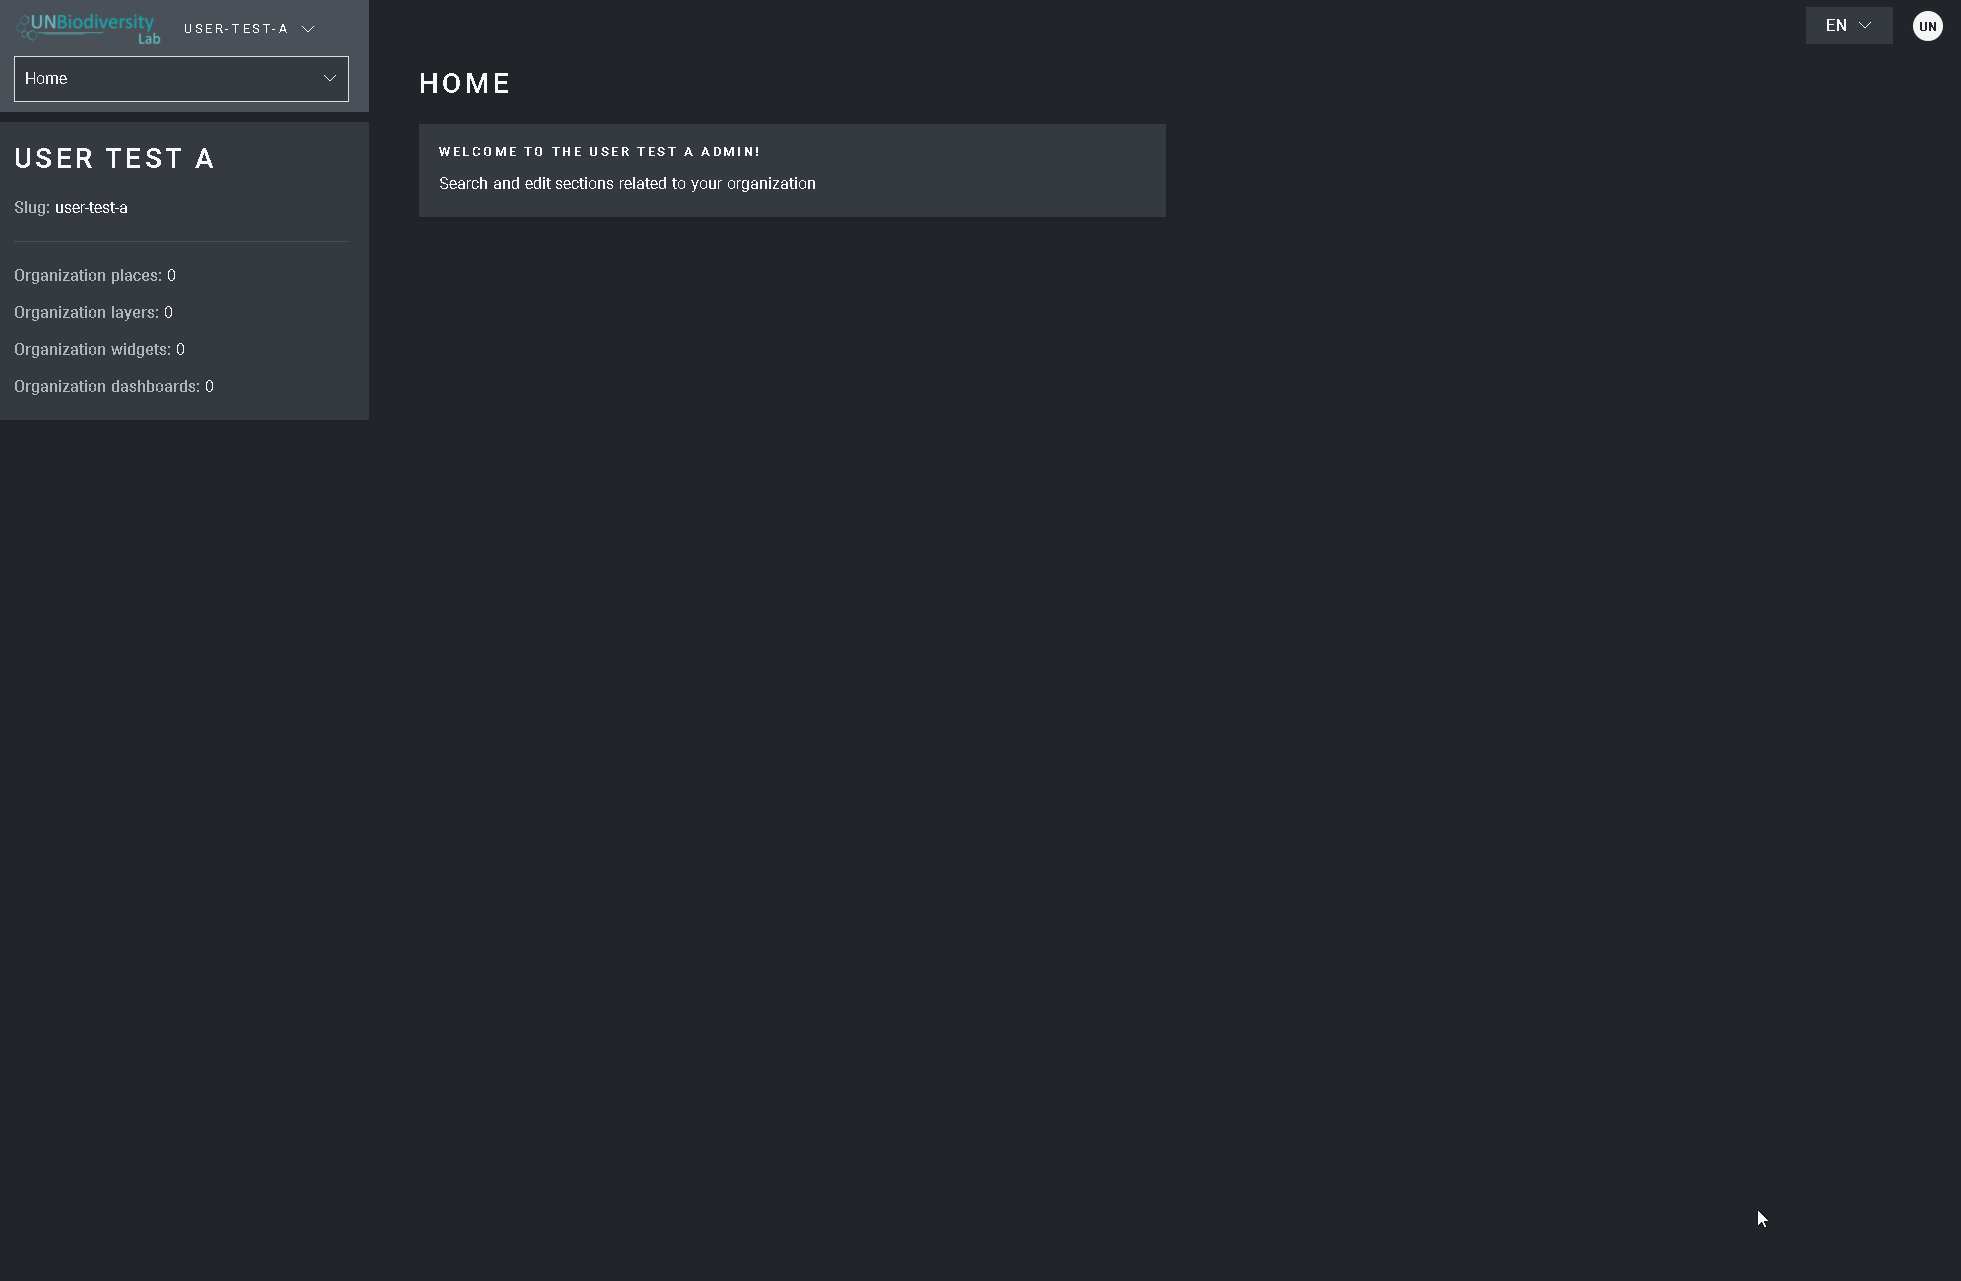 UNBiodiversity
Lab
USER-TEST-A
EN
UN
Home
HOME
WELCOME TO THE USER TEST A ADMIN!
Search and edit sections related to your organization
USER TEST A
Slug: user-test-a
Organization places: 0
Organization layers: 0
Organization widgets: 0
Organization dashboards: 0